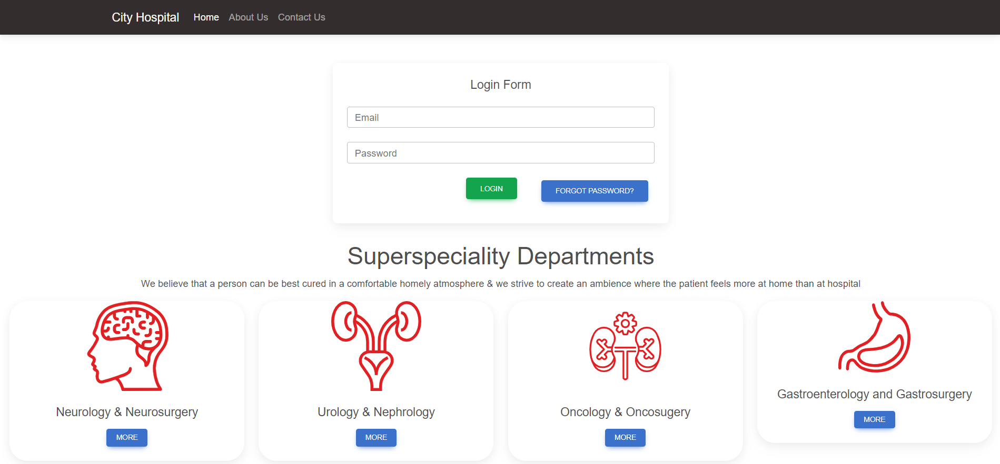 City Hospital Home About Us Contact Us
Login Form
Email
Password
LOGIN FORGOT PASSWORD?
Superspeciality Departments
We believe that a person can be best cured in a comfortable homely atmosphere & we strive to create an ambience where the patient feels more at home than at hospital
Neurology & Neurosurgery
MORE
Urology & Nephrology
MORE
Oncology & Oncosugery
MORE
Gastroenterology and Gastrosurgery
MORE